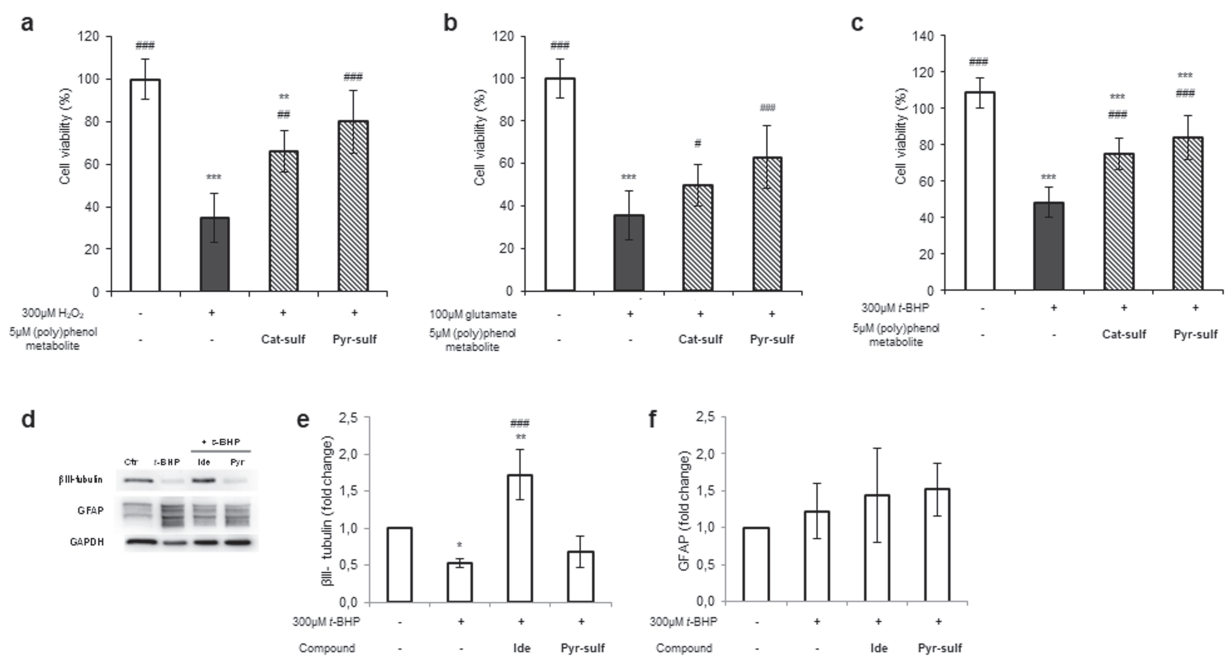 a
120
100
80
60
40
20
0
Cell viability (%)
###
***
**
##
###
300µM H₂O₂ - + + +
5µM (poly)phenol
metabolite - - Cat-sulf Pyr-sulf
b
120
100
80
60
40
20
0
Cell viability (%)
###
***
#
###
100µM glutamate - + + +
5µM (poly)phenol
metabolite - - Cat-sulf Pyr-sulf
c
140
120
100
80
60
40
20
0
Cell viability (%)
###
***
***
###
***
###
300µM t-BHP - + + +
5µM (poly)phenol
metabolite - - Cat-sulf Pyr-sulf
d
+ t-BHP
Ctr t-BHP Ide Pyr
βIII-tubulin
GFAP
GAPDH
e
2,5
2,0
1,5
1,0
0,5
0,0
βIII- tubulin (fold change)
*
###
**
300µM t-BHP - + + +
Compound - - Ide Pyr-sulf
f
2,5
2,0
1,5
1,0
0,5
0,0
GFAP (fold change)
300µM t-BHP - + + +
Compound - - Ide Pyr-sulf